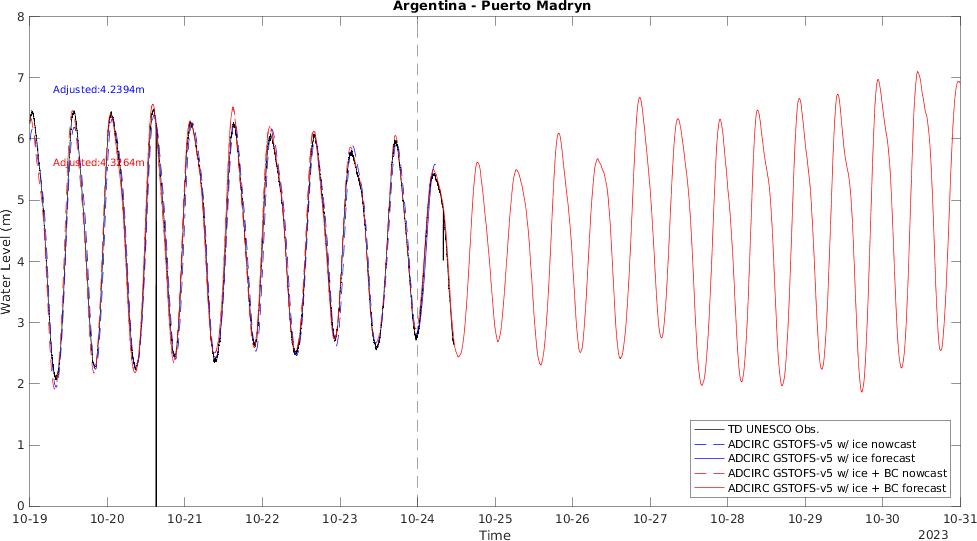 Argentina - Puerto Madryn
8
7
6
5
4
3
2
1
0
Water Level (m)
Adjusted:4.2394m
Adjusted:4.3264m
TD UNESCO Obs.
ADCIRC GSTOFS-v5 w/ ice nowcast
ADCIRC GSTOFS-v5 w/ ice forecast
ADCIRC GSTOFS-v5 w/ ice + BC nowcast
ADCIRC GSTOFS-v5 w/ ice + BC forecast
10-19 10-20 10-21 10-22 10-23 10-24 10-25 10-26 10-27 10-28 10-29 10-30 10-31
Time
2023